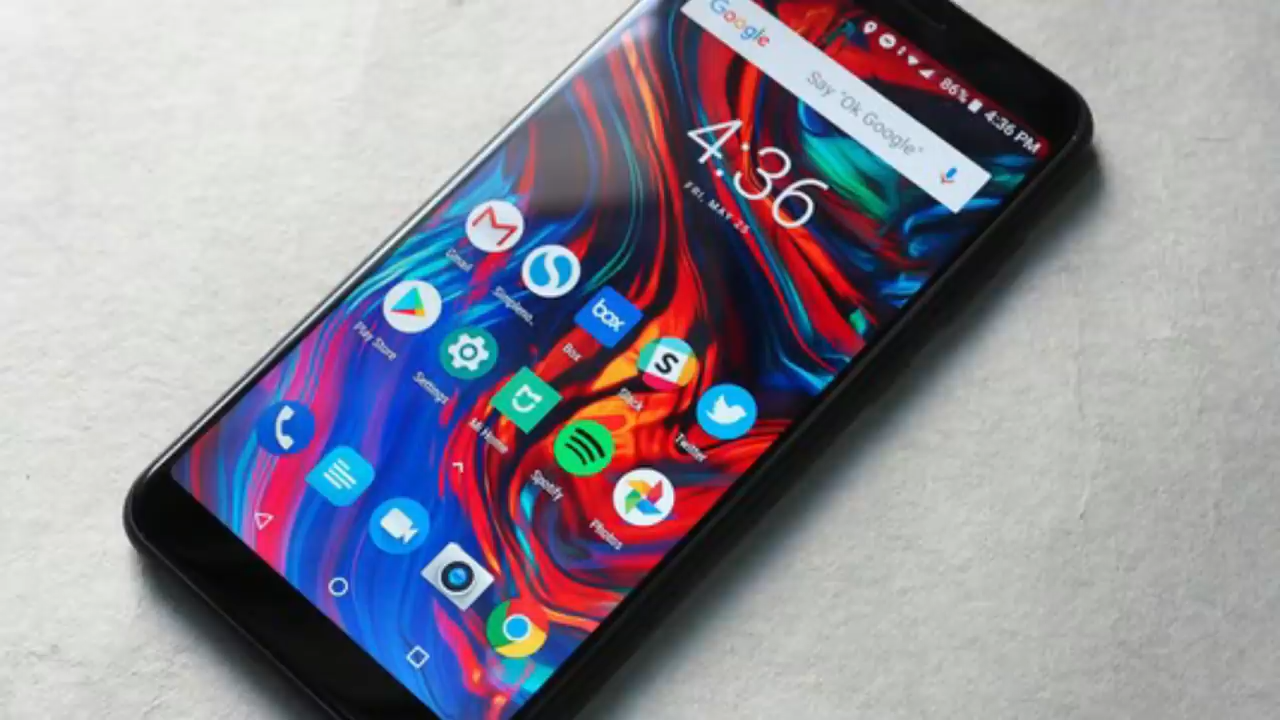 86% 4:36 PM
Google
Say "Ok Google"
4:36
FRI, MAY 25
Gmail
Simpleno..
box
Box
S
Slack
Twitter
Play Store
Settings
Mi Home
Spotify
Photos